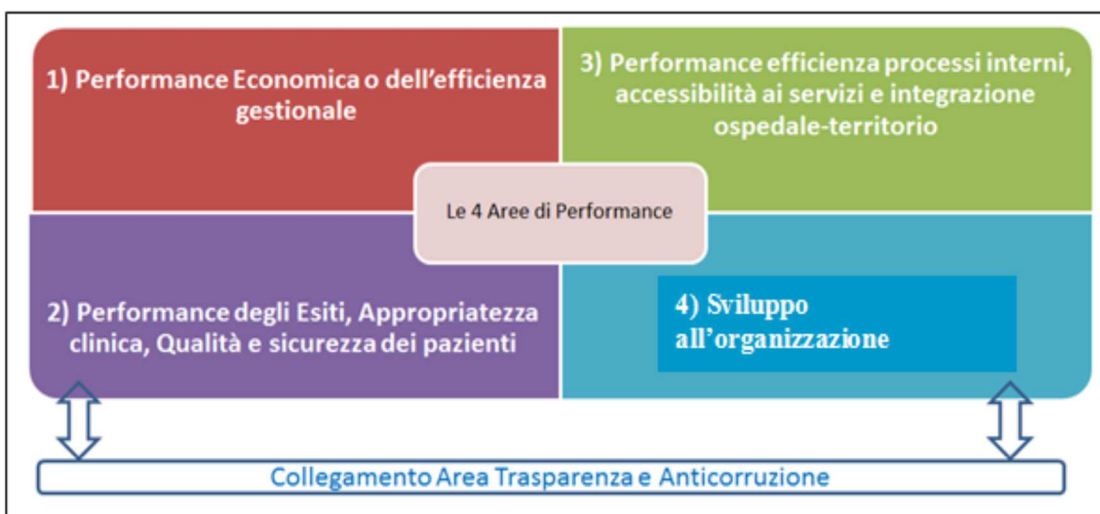 1) Performance Economica o dell'efficienza
gestionale
3) Performance efficienza processi interni,
accessibilità ai servizi e integrazione
ospedale-territorio
Le 4 Aree di Performance
2) Performance degli Esiti, Appropriatezza
clinica, Qualità e sicurezza dei pazienti
4) Sviluppo
all'organizzazione
Collegamento Area Trasparenza e Anticorruzione